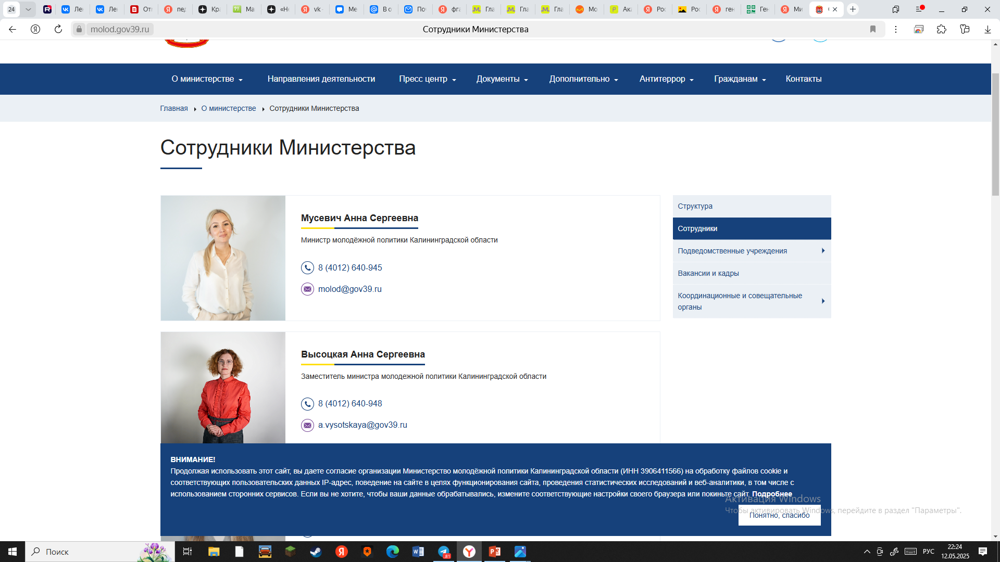 24
Ле
Ле
От
пед
Кра
Ма
«Не
vk
Ме
В о
По
фга
Гла
Гла
Гла
Мо
Ака
Рос
Рос
ген
Ген
Ми
molod.gov39.ru
Сотрудники Министерства
О министерстве
Направления деятельности
Пресс центр
Документы
Дополнительно
Антитеррор
Гражданам
Контакты
Главная
О министерстве
Сотрудники Министерства
Сотрудники Министерства
Мусевич Анна Сергеевна
Министр молодёжной политики Калининградской области
8 (4012) 640-945
molod@gov39.ru
Структура
Сотрудники
Подведомственные учреждения
Вакансии и кадры
Координационные и совещательные
органы
Высоцкая Анна Сергеевна
Заместитель министра молодежной политики Калининградской области
8 (4012) 640-948
a.vysotskaya@gov39.ru
ВНИМАНИЕ!
Продолжая использовать этот сайт, вы даете согласие организации Министерство молодёжной политики Калининградской области (ИНН 3906411566) на обработку файлов cookie и
соответствующих пользовательских данных IP-адрес, поведение на сайте в целях функционирования сайта, проведения статистических исследований и веб-аналитики, в том числе с
использованием сторонних сервисов. Если вы не хотите, чтобы ваши данные обрабатывались, измените соответствующие настройки своего браузера или покиньте сайт. Подробнее
Понятно, спасибо
Активация Windows
Чтобы активировать Windows, перейдите в раздел "Параметры".
Поиск
81
РУС
22:24
12.05.2025